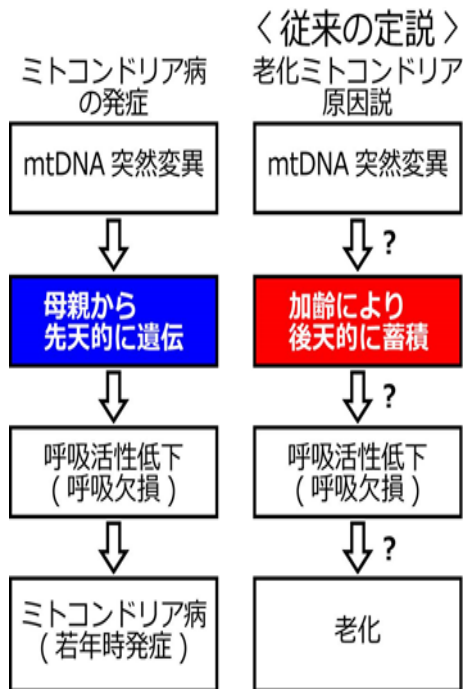 ミトコンドリア病
の発症
mtDNA 突然変異
母親から
先天的に遺伝
呼吸活性低下
( 呼吸欠損 )
ミトコンドリア病
( 若年時発症 )
〈 従来の定説 〉
老化ミトコンドリア
原因説
mtDNA 突然変異
?
加齢により
後天的に蓄積
?
呼吸活性低下
( 呼吸欠損 )
?
老化